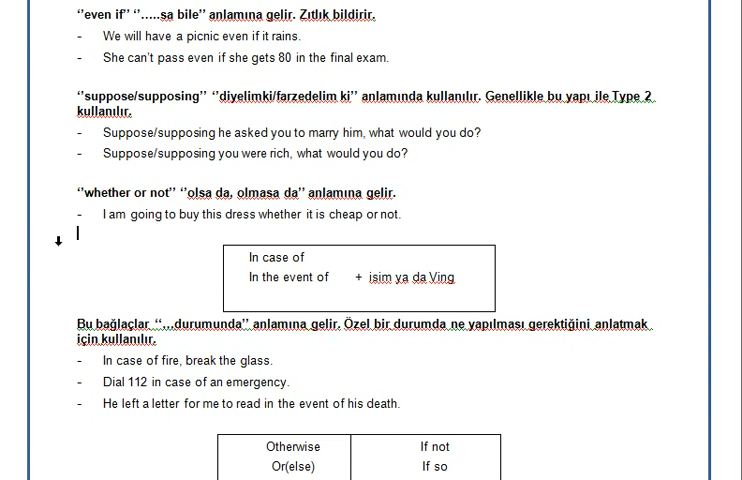 ‘’even if’’ ‘’…..sa bile’’ anlamına gelir. Zıtlık bildirir.
- We will have a picnic even if it rains.
- She can’t pass even if she gets 80 in the final exam.
‘’suppose/supposing’’ ‘’diyelimki/farzedelim ki’’ anlamında kullanılır. Genellikle bu yapı ile Type 2
kullanılır.
- Suppose/supposing he asked you to marry him, what would you do?
- Suppose/supposing you were rich, what would you do?
‘’whether or not’’ ‘’olsa da, olmasa da’’ anlamına gelir.
- I am going to buy this dress whether it is cheap or not.
In case of
In the event of + isim ya da Ving
Bu bağlaçlar ‘’…durumunda’’ anlamına gelir. Özel bir durumda ne yapılması gerektiğini anlatmak
için kullanılır.
- In case of fire, break the glass.
- Dial 112 in case of an emergency.
- He left a letter for me to read in the event of his death.
Otherwise If not
Or(else) If so